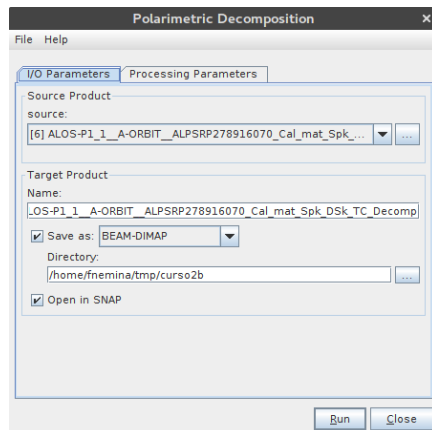 Polarimetric Decomposition ×
File Help
I/O Parameters Processing Parameters
Source Product
source:
[6] ALOS-P1_1__A-ORBIT__ALPSRP278916070_Cal_mat_Spk_... ...
Target Product
Name:
.OS-P1_1__A-ORBIT__ALPSRP278916070_Cal_mat_Spk_DSk_TC_Decomp
Save as: BEAM-DIMAP
Directory:
/home/fnemina/tmp/curso2b ...
Open in SNAP
Run Close